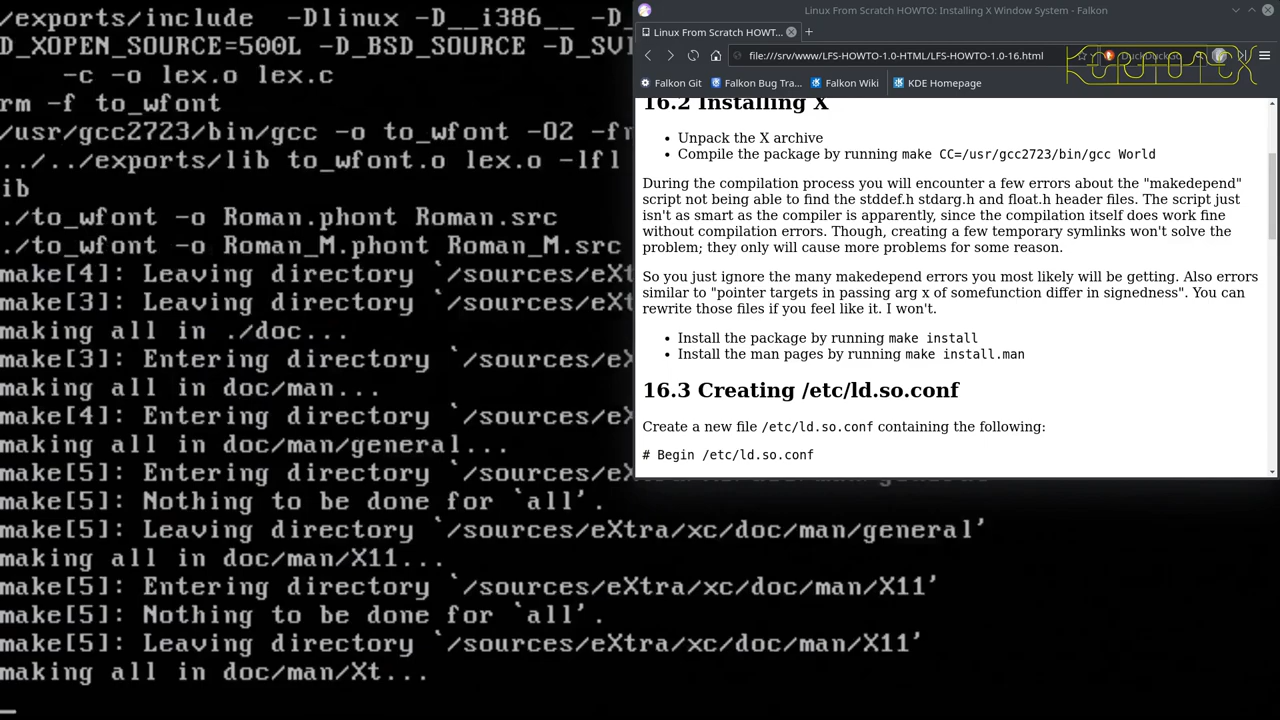 /exports/include -Dlinux -D__i386__ -D_
D_XOPEN_SOURCE=500L -D_BSD_SOURCE -D_SV
-c -o lex.o lex.c
rm -f to_wfont
/usr/gcc2723/bin/gcc -o to_wfont -O2 -fn
../../exports/lib to_wfont.o lex.o -lfl
ib
./to_wfont -o Roman.phont Roman.src
./to_wfont -o Roman_M.phont Roman_M.src
make[4]: Leaving directory `/sources/eXt
make[3]: Leaving directory `/sources/eXt
making all in ./doc...
make[3]: Entering directory `/sources/eX
making all in doc/man...
make[4]: Entering directory `/sources/eX
making all in doc/man/general...
make[5]: Entering directory `/sources/eX
make[5]: Nothing to be done for `all'.
make[5]: Leaving directory `/sources/eXtra/xc/doc/man/general'
making all in doc/man/X11...
make[5]: Entering directory `/sources/eXtra/xc/doc/man/X11'
make[5]: Nothing to be done for `all'.
make[5]: Leaving directory `/sources/eXtra/xc/doc/man/X11'
making all in doc/man/Xt...
Linux From Scratch HOWTO: Installing X Window System - Falkon
Linux From Scratch HOWT...
file:///srv/www/LFS-HOWTO-1.0-HTML/LFS-HOWTO-1.0-16.html
Falkon Git Falkon Bug Tra... Falkon Wiki KDE Homepage
16.2 Installing X
• Unpack the X archive
• Compile the package by running make CC=/usr/gcc2723/bin/gcc World
During the compilation process you will encounter a few errors about the "makedepend"
script not being able to find the stddef.h stdarg.h and float.h header files. The script just
isn't as smart as the compiler is apparently, since the compilation itself does work fine
without compilation errors. Though, creating a few temporary symlinks won't solve the
problem; they only will cause more problems for some reason.
So you just ignore the many makedepend errors you most likely will be getting. Also errors
similar to "pointer targets in passing arg x of somefunction differ in signedness". You can
rewrite those files if you feel like it. I won't.
• Install the package by running make install
• Install the man pages by running make install.man
16.3 Creating /etc/ld.so.conf
Create a new file /etc/ld.so.conf containing the following:
# Begin /etc/ld.so.conf